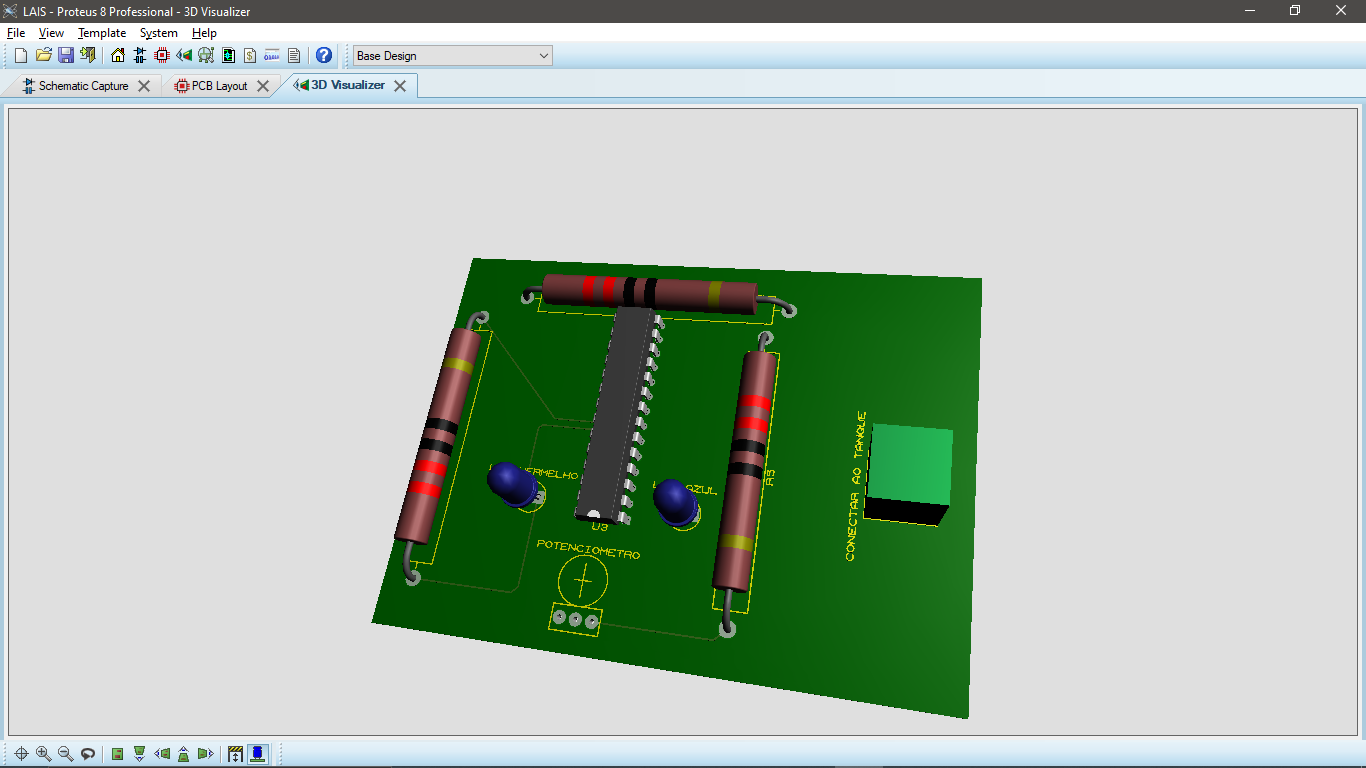 LAIS - Proteus 8 Professional - 3D Visualizer
File View Template System Help
Base Design
Schematic Capture
PCB Layout
3D Visualizer
VERMELHO
AZUL
R3
U3
POTENCIOMETRO
CONECTAR AO TANQUE